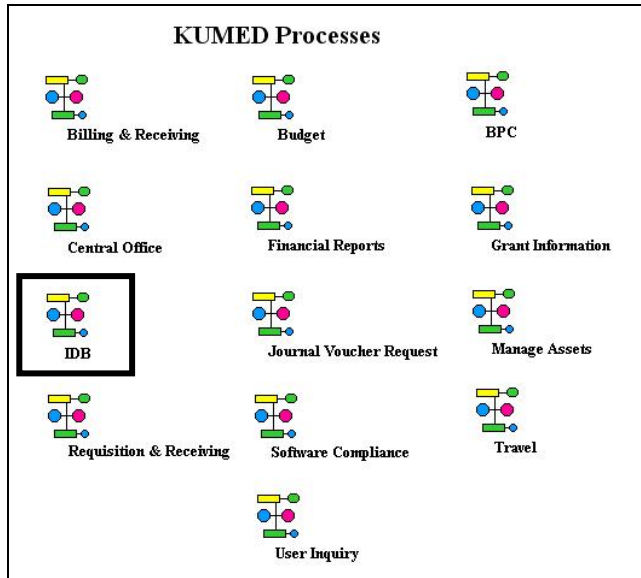 KUMED Processes
Billing & Receiving
Budget
BPC
Central Office
Financial Reports
Grant Information
IDB
Journal Voucher Request
Manage Assets
Requisition & Receiving
Software Compliance
Travel
User Inquiry